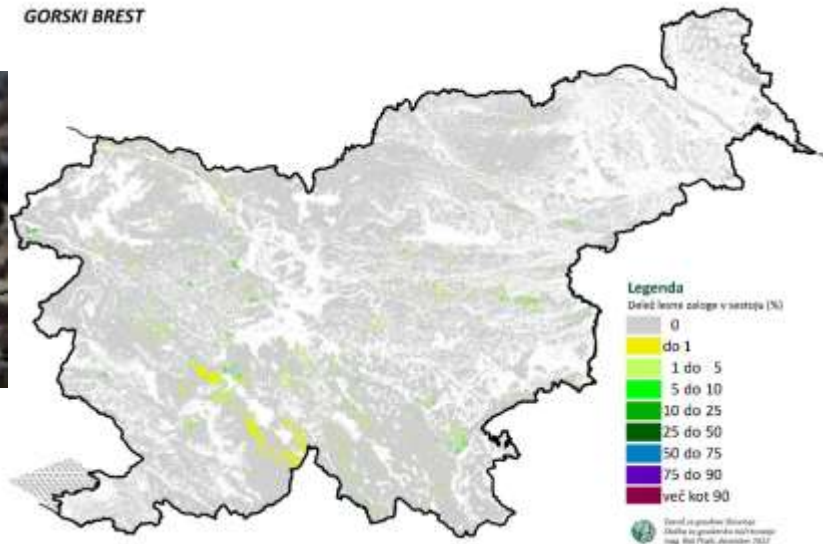 GORSKI BREST
Legenda
Delež lesne zaloge v sestoju (%)
0
do 1
1 do 5
5 do 10
10 do 25
25 do 50
50 do 75
75 do 90
več kot 90
Zavod za gozdove Slovenije